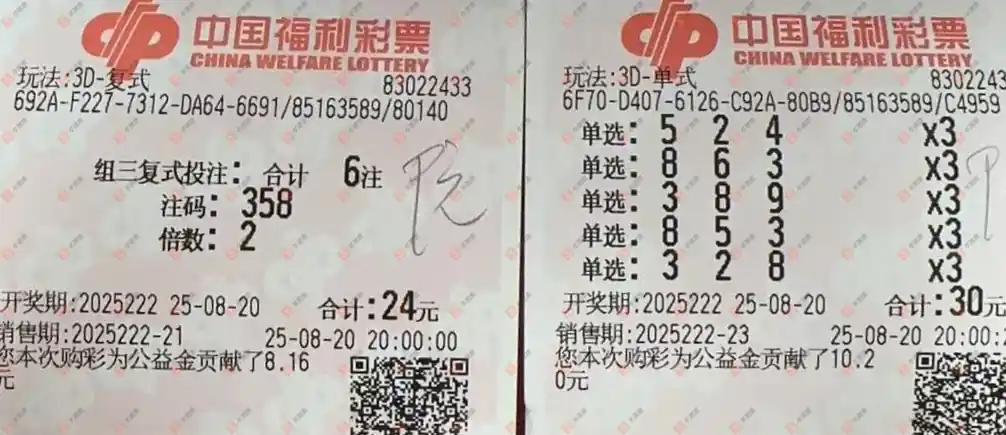 中国福利彩票
CHINA WELFARE LOTTERY
玩法:3D-复式
83022433
692A-F227-7312-DA64-6691/85163589/80140
组三复式投注: 合计 6注
注码: 358
倍数: 2
开奖期:2025222 25-08-20 合计:24元
销售期:2025222-21 25-08-20 20:00:00
您本次购彩为公益金贡献了8.16
元
中国福利彩票
CHINA WELFARE LOTTERY
玩法:3D-单式
83022433
6F70-D407-6126-C92A-80B9/85163589/C4959
单选: 5 2 4 x3
单选: 8 6 3 x3
单选: 3 8 9 x3
单选: 8 5 3 x3
单选: 3 2 8 x3
开奖期:2025222 25-08-20 合计:30元
销售期:2025222-23 25-08-20 20:00:
您本次购彩为公益金贡献了10.2
0元